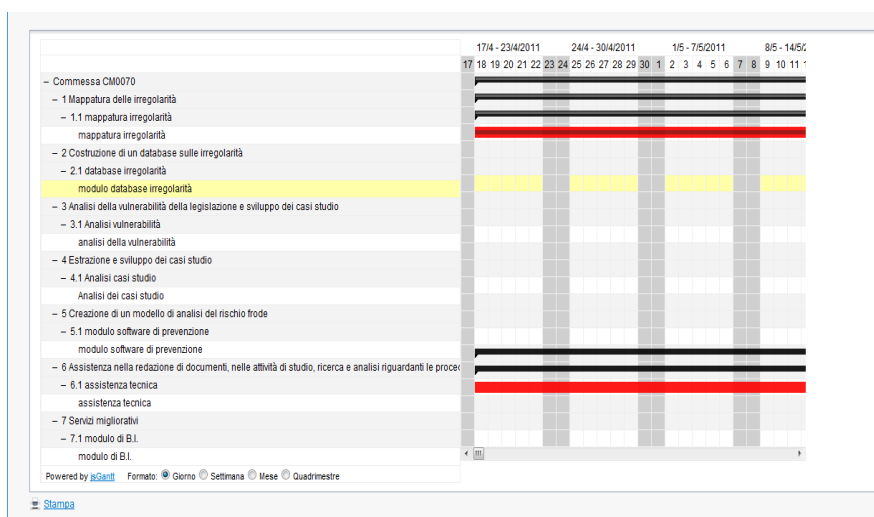 17/4 - 23/4/2011 24/4 - 30/4/2011 1/5 - 7/5/2011 8/5 - 14/5/2
17 18 19 20 21 22 23 24 25 26 27 28 29 30 1 2 3 4 5 6 7 8 9 10 11
– Commessa CM0070
– 1 Mappatura delle irregolarità
– 1.1 mappatura irregolarità
mappatura irregolarità
– 2 Costruzione di un database sulle irregolarità
– 2.1 database irregolarità
modulo database irregolarità
– 3 Analisi della vulnerabilità della legislazione e sviluppo dei casi studio
– 3.1 Analisi vulnerabilità
analisi della vulnerabilità
– 4 Estrazione e sviluppo dei casi studio
– 4.1 Analisi casi studio
Analisi dei casi studio
– 5 Creazione di un modello di analisi del rischio frode
– 5.1 modulo software di prevenzione
modulo software di prevenzione
– 6 Assistenza nella redazione di documenti, nelle attività di studio, ricerca e analisi riguardanti le proced
– 6.1 assistenza tecnica
assistenza tecnica
– 7 Servizi migliorativi
– 7.1 modulo di B.I.
modulo di B.I.
Powered by jsGantt Formato: Giorno Settimana Mese Quadrimestre
Stampa